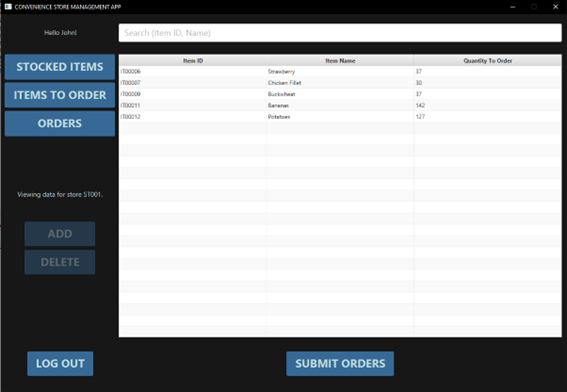 CONVENIENCE STORE MANAGEMENT APP
Hello John!
Search (Item ID, Name)
STOCKED ITEMS
ITEMS TO ORDER
ORDERS
Item ID Item Name Quantity To Order
IT00006 Strawberry 37
IT00007 Chicken Fillet 30
IT00009 Buckwheat 37
IT00011 Bananas 142
IT00012 Potatoes 127
Viewing data for store ST001.
ADD
DELETE
LOG OUT
SUBMIT ORDERS